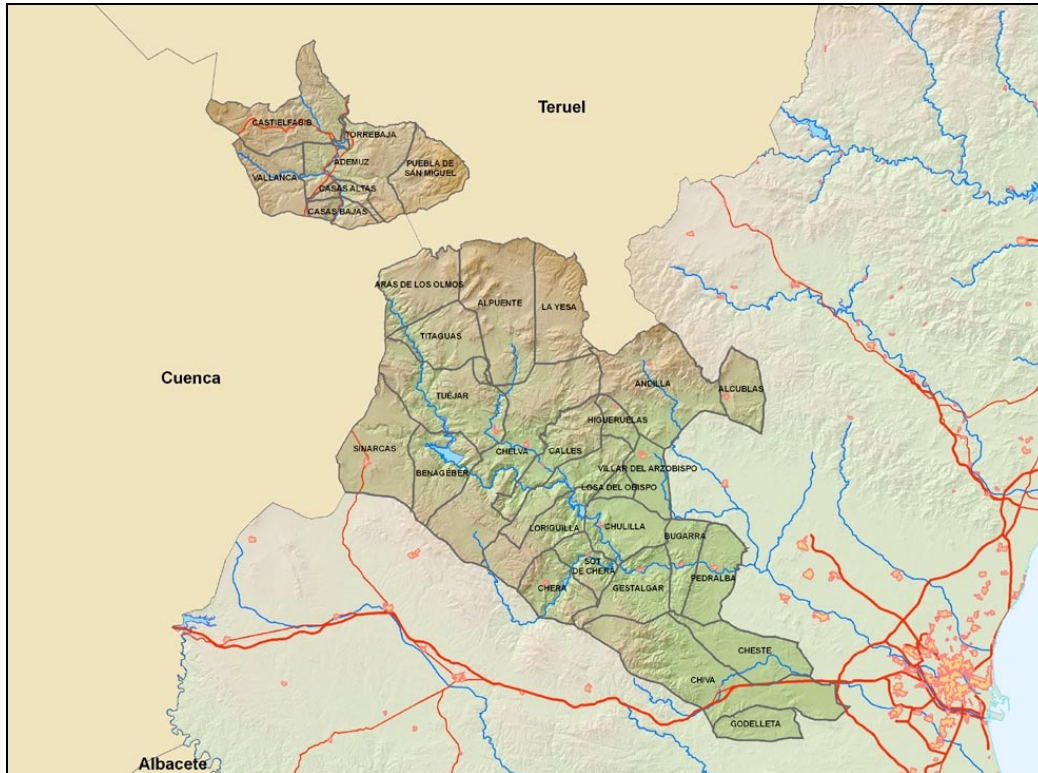 Teruel
CASTIELFABIB
TORREBAJA
ADEMUZ
PUEBLA DE
SAN MIGUEL
VALLANCA
CASAS ALTAS
CASAS BAJAS
ARAS DE LOS OLMOS
ALPUENTE
LA YESA
TITAGUAS
Cuenca
ANDILLA
ALCUBLAS
TUÉJAR
HIGUERUELAS
SINARCAS
CHELVA
CALLES
BENAGÉBER
VILLAR DEL ARZOBISPO
LOSA DEL OBISPO
LORIGUILLA
CHULILLA
BUGARRA
SOT
DE CHERA
CHERA
GESTALGAR
PEDRALBA
CHESTE
CHIVA
GODELLETA
Albacete